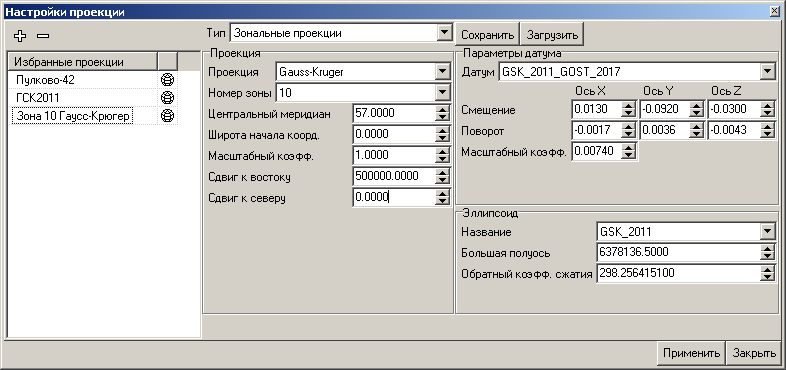 Настройки проекции
Тип Зональные проекции Сохранить Загрузить
Избранные проекции
Пулково-42
ГСК2011
Зона 10 Гаусс-Крюгер
Проекция
Проекция Gauss-Kruger
Номер зоны 10
Центральный меридиан 57.0000
Широта начала коорд. 0.0000
Масштабный коэфф. 1.0000
Сдвиг к востоку 500000.0000
Сдвиг к северу 0.0000
Параметры датума
Датум GSK_2011_GOST_2017
Ось X Ось Y Ось Z
Смещение 0.0130 -0.0920 -0.0300
Поворот -0.0017 0.0036 -0.0043
Масштабный коэфф. 0.00740
Эллипсоид
Название GSK_2011
Большая полуось 6378136.5000
Обратный коэфф. сжатия 298.256415100
Применить Закрыть